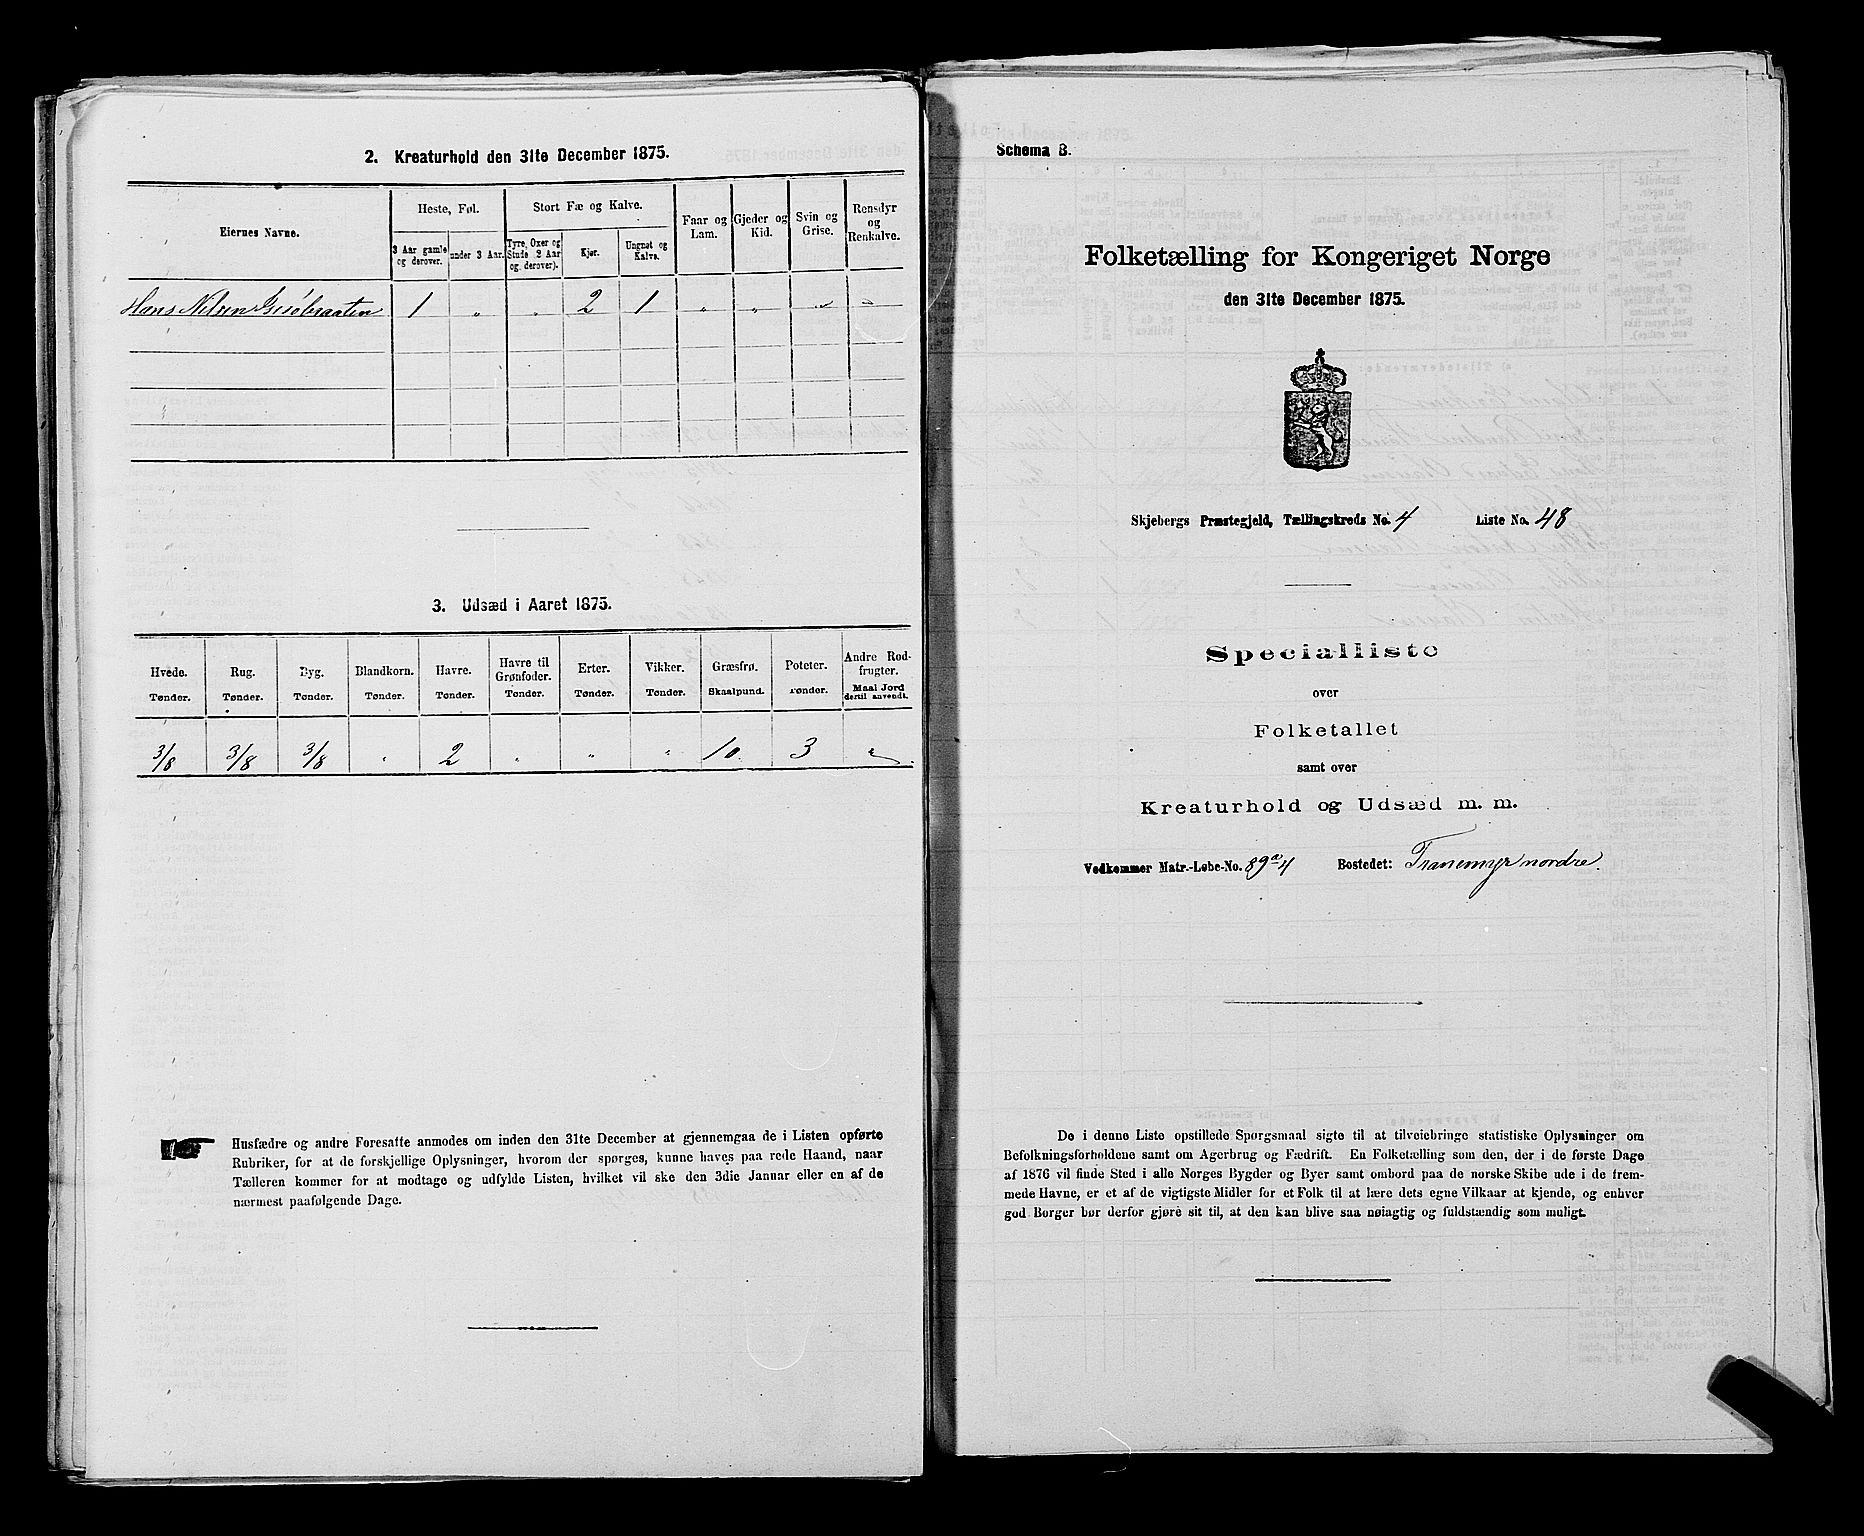 2. Kreaturhold den 31te December 1875.
Eiernes Navne.
Heste, Føl.
Stort Fæ og Kalve.
Faar og Lam.
Gjeder og Kid.
Svin og Grise.
Rensdyr og Renkalve.
3 Aar gamle og derover.
under 3 Aar.
Tyre, Oxer og Stude 2 Aar og derover).
Kjør.
Ungnøt og Kalve.
Hans Nilsen 1 " " 2 1 " " " "
3. Udsæd i Aaret 1875.
Hvede. Rug. Byg. Blandkorn. Havre. Havre til Grønfoder. Erter. Vikker. Græsfrø. Poteter. Andre Rodfrugter.
Tønder. Tønder. Tønder. Tønder. Tønder. Tønder. Tønder. Tønder. Skaalpund. Tønder. Maal Jord dertil anvendt.
3/8 3/8 3/8 " 2 " " " 10 3 "
Husfædre og andre Foresatte anmodes om inden den 31te December at gjennemgaa de i Listen opførte
Rubriker, for at de forskjellige Oplysninger, hvorom der spørges, kunne haves paa rede Haand, naar
Tælleren kommer for at modtage og udfylde Listen, hvilket vil ske den 3die Januar eller en af de
nærmest paafølgende Dage.
Schema B.
Folketælling for Kongeriget Norge
den 31te December 1875.
Skjebergs Præstegjeld, Tællingskreds No. 4 Liste No. 48
Specialliste
over
Folketallet
samt over
Kreaturhold og Udsæd m. m.
Vedkommer Matr.-Løbe-No. 89a4 Bostedet: Tranemyr nordre.
De i denne Liste opstillede Spørgsmaal sigte til at tilveiebringe statistiske Oplysninger om
Befolkningsforholdene samt om Agerbrug og Fædrift. En Folketælling som den, der i de første Dage
af 1876 vil finde Sted i alle Norges Bygder og Byer samt ombord paa de norske Skibe ude i de frem-
mede Havne, er et af de vigtigste Midler for et Folk til at lære dets egne Vilkaar at kjende, og enhver
god Borger bør derfor gjøre sit til, at den kan blive saa nøiagtig og fuldstændig som muligt.